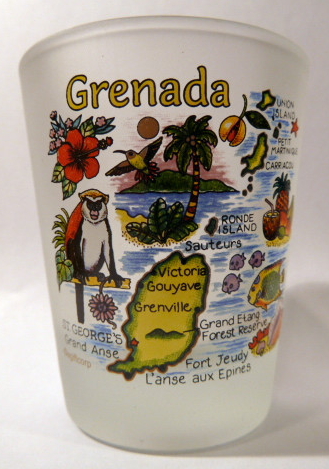 Grenada
UNION
ISLAND
PETIT
MARTINIQUE
CARRIACOU
RONDE
ISLAND
Sauteurs
Victoria
Gouyave
Grenville
ST. GEORGE'S
Grand Anse
Grand Etang
Forest Reserve
Fort Jeudy
L'anse aux Epines